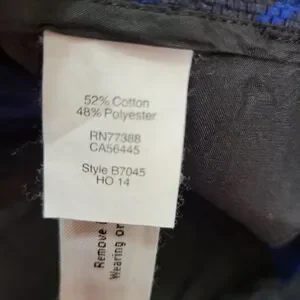 52% Cotton
48% Polyester
RN77388
CA56445
Style B7045
HO 14
Remove
Wearing or